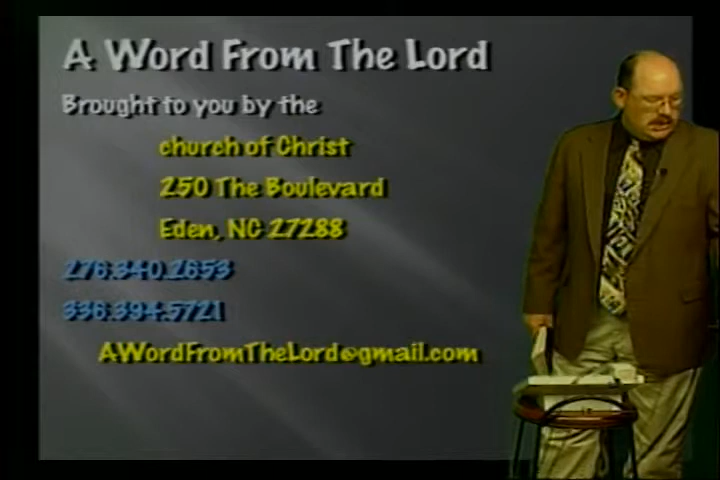 A Word From The Lord
Brought to you by the
church of Christ
250 The Boulevard
Eden, NC 27288
276.340.2653
336.394.5721
AWordFromTheLord@gmail.com